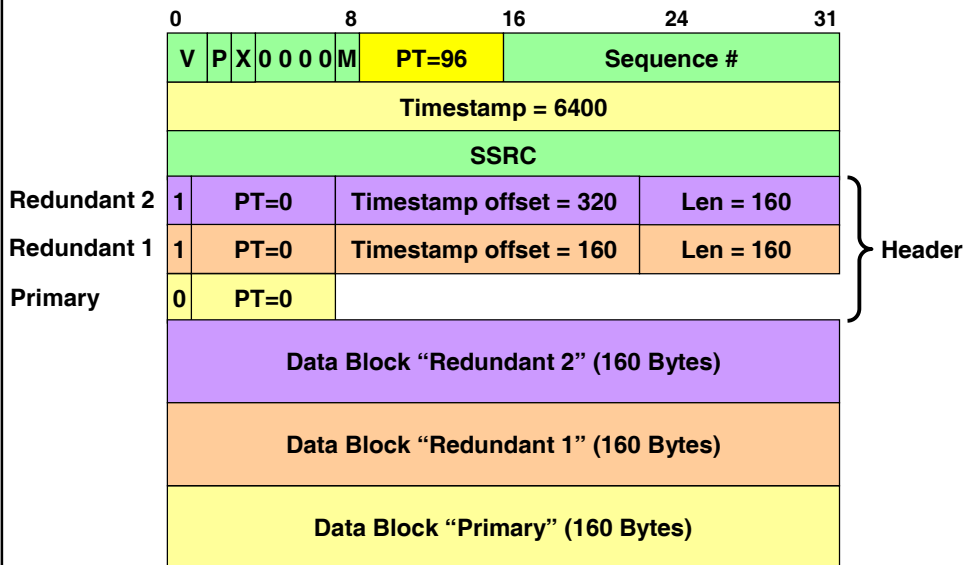 0 8 16 24 31
V P X 0 0 0 0 M PT=96 Sequence #
Timestamp = 6400
SSRC
Redundant 2 1 PT=0 Timestamp offset = 320 Len = 160
Redundant 1 1 PT=0 Timestamp offset = 160 Len = 160
Header
Primary 0 PT=0
Data Block “Redundant 2” (160 Bytes)
Data Block “Redundant 1” (160 Bytes)
Data Block “Primary” (160 Bytes)